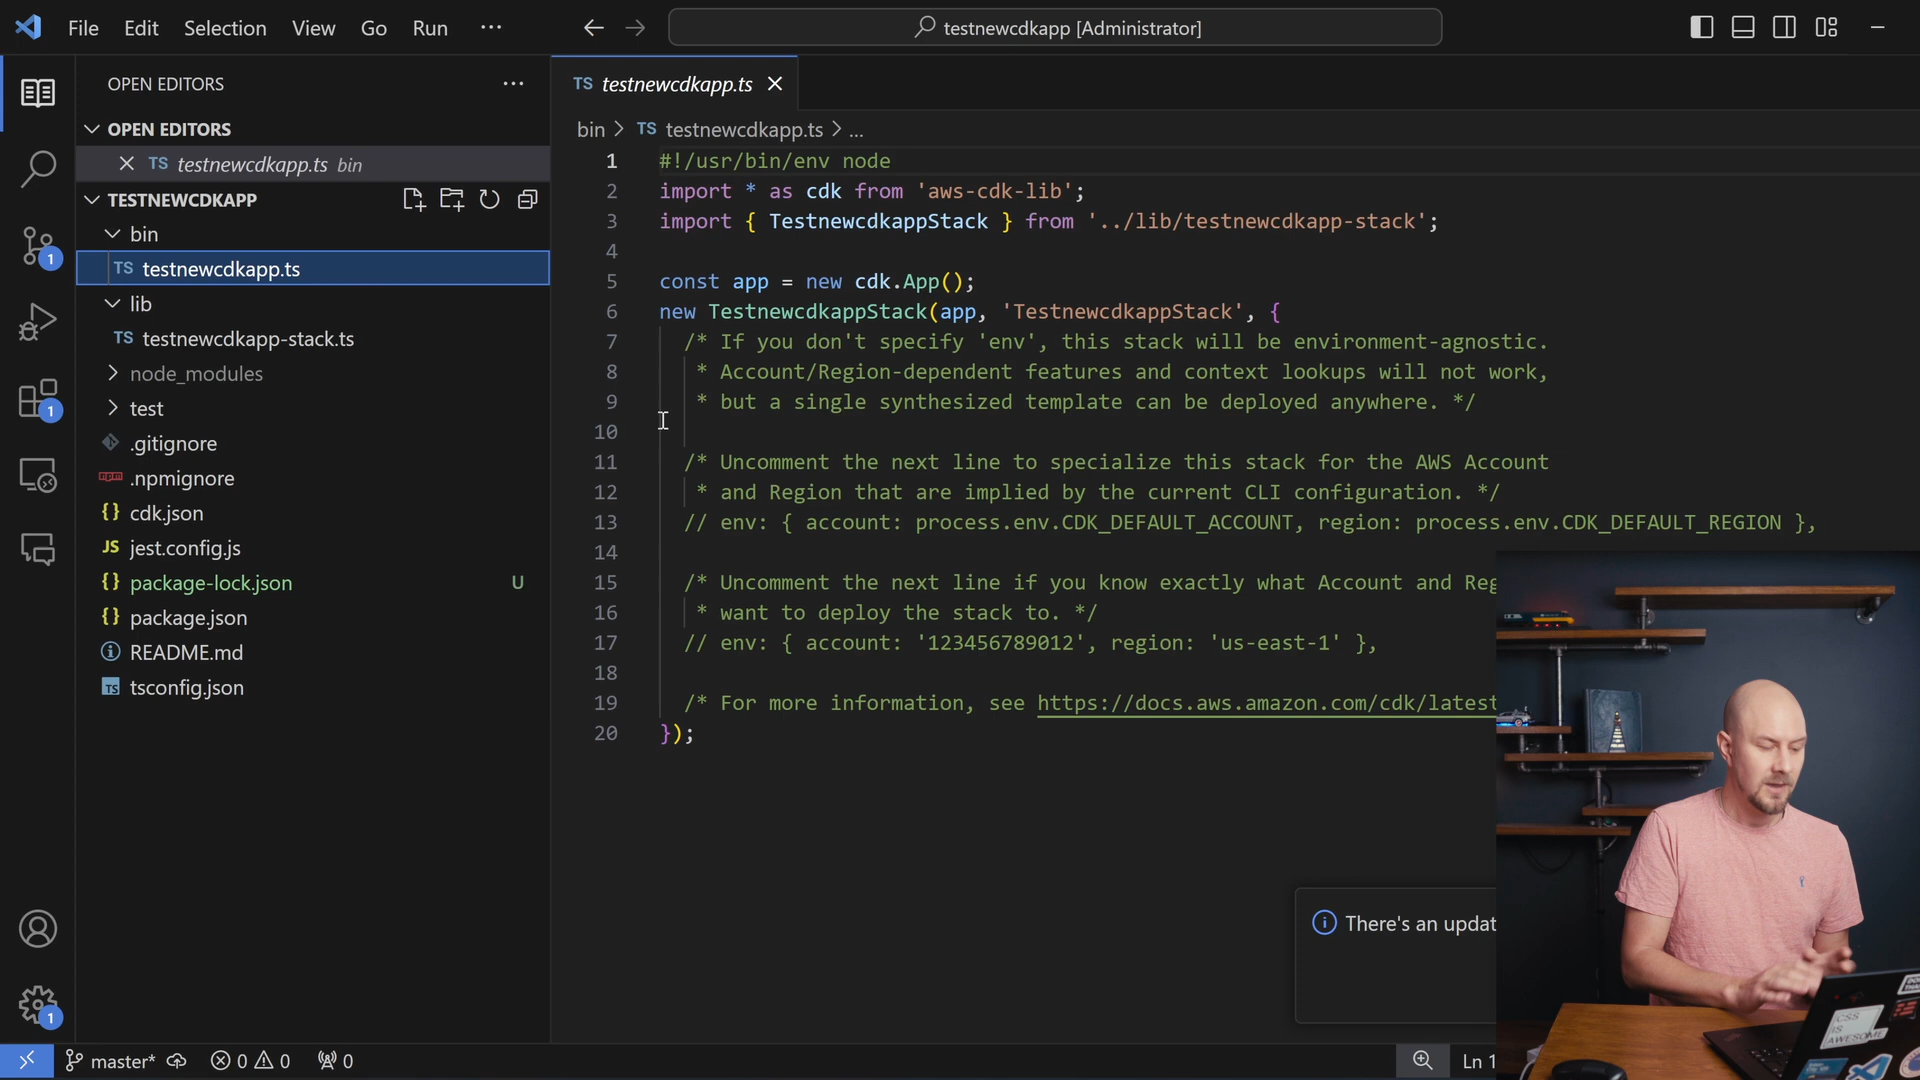 File Edit Selection View Go Run ···
testnewcdkapp [Administrator]
OPEN EDITORS
OPEN EDITORS
TS testnewcdkapp.ts bin
TESTNEWCDKAPP
bin
TS testnewcdkapp.ts
lib
TS testnewcdkapp-stack.ts
node_modules
test
.gitignore
.npmignore
{} cdk.json
JS jest.config.js
{} package-lock.json U
{} package.json
README.md
TS tsconfig.json
1
1
1
TS testnewcdkapp.ts
bin > TS testnewcdkapp.ts > ...
1 #!/usr/bin/env node
2 import * as cdk from 'aws-cdk-lib';
3 import { TestnewcdkappStack } from '../lib/testnewcdkapp-stack';
4
5 const app = new cdk.App();
6 new TestnewcdkappStack(app, 'TestnewcdkappStack', {
7 /* If you don't specify 'env', this stack will be environment-agnostic.
8 * Account/Region-dependent features and context lookups will not work,
9 * but a single synthesized template can be deployed anywhere. */
10
11 /* Uncomment the next line to specialize this stack for the AWS Account
12 * and Region that are implied by the current CLI configuration. */
13 // env: { account: process.env.CDK_DEFAULT_ACCOUNT, region: process.env.CDK_DEFAULT_REGION },
14
15 /* Uncomment the next line if you know exactly what Account and Reg
16 * want to deploy the stack to. */
17 // env: { account: '123456789012', region: 'us-east-1' },
18
19 /* For more information, see https://docs.aws.amazon.com/cdk/latest
20 });
There's an updat
CSS
IS
AWESOME
master* 0 0 0
Ln 1